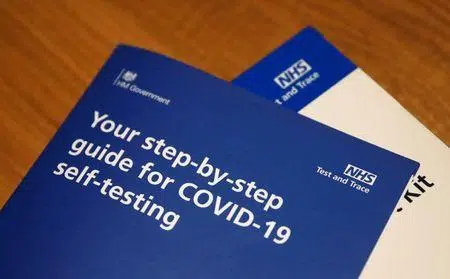 HM Government
Your step-by-step
guide for COVID-19
self-testing
NHS
Test and Trace
NHS
Test and Trace
Kit